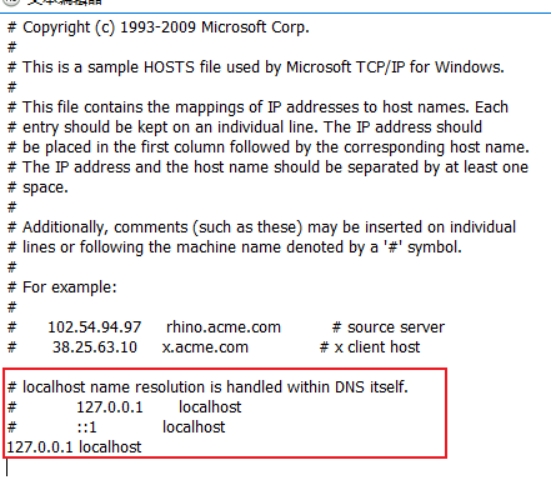 文本编辑器
# Copyright (c) 1993-2009 Microsoft Corp.
#
# This is a sample HOSTS file used by Microsoft TCP/IP for Windows.
#
# This file contains the mappings of IP addresses to host names. Each
# entry should be kept on an individual line. The IP address should
# be placed in the first column followed by the corresponding host name.
# The IP address and the host name should be separated by at least one
# space.
#
# Additionally, comments (such as these) may be inserted on individual
# lines or following the machine name denoted by a '#' symbol.
#
# For example:
#
#      102.54.94.97     rhino.acme.com          # source server
#       38.25.63.10     x.acme.com              # x client host

# localhost name resolution is handled within DNS itself.
#	127.0.0.1       localhost
#	::1             localhost
127.0.0.1 localhost